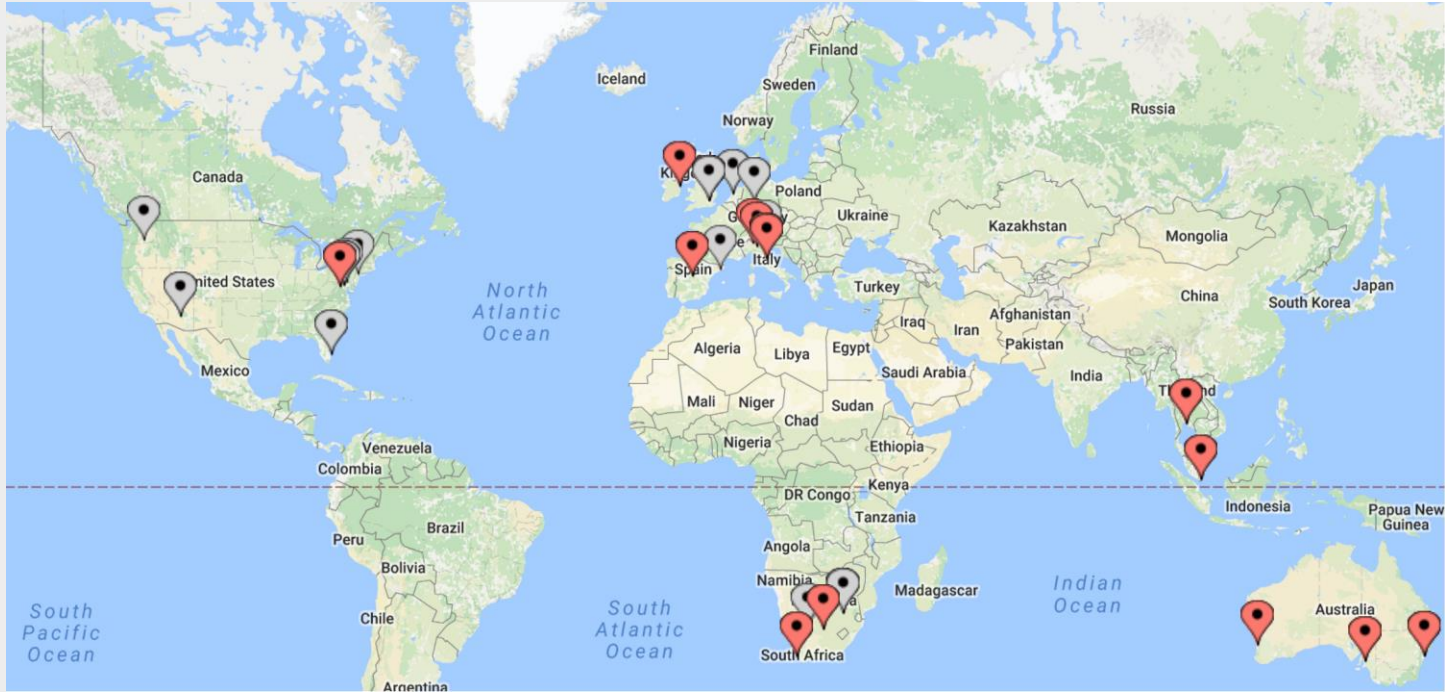 Finland
Iceland
Sweden
Russia
Norway
Canada
Poland
Ukraine
Kazakhstan
Mongolia
Italy
Spain
United States
Turkey
China
South Korea
Japan
North
Atlantic
Ocean
Iraq
Iran
Afghanistan
Pakistan
Algeria
Libya
Egypt
Saudi Arabia
India
Mexico
Mali
Niger
Chad
Sudan
Nigeria
Ethiopia
Venezuela
Colombia
DR Congo
Kenya
Indonesia
Papua New
Guinea
Tanzania
Peru
Brazil
Angola
Bolivia
Namibia
Madagascar
Indian
Ocean
South
Pacific
Ocean
Chile
South
Atlantic
Ocean
Australia
South Africa
Argentina